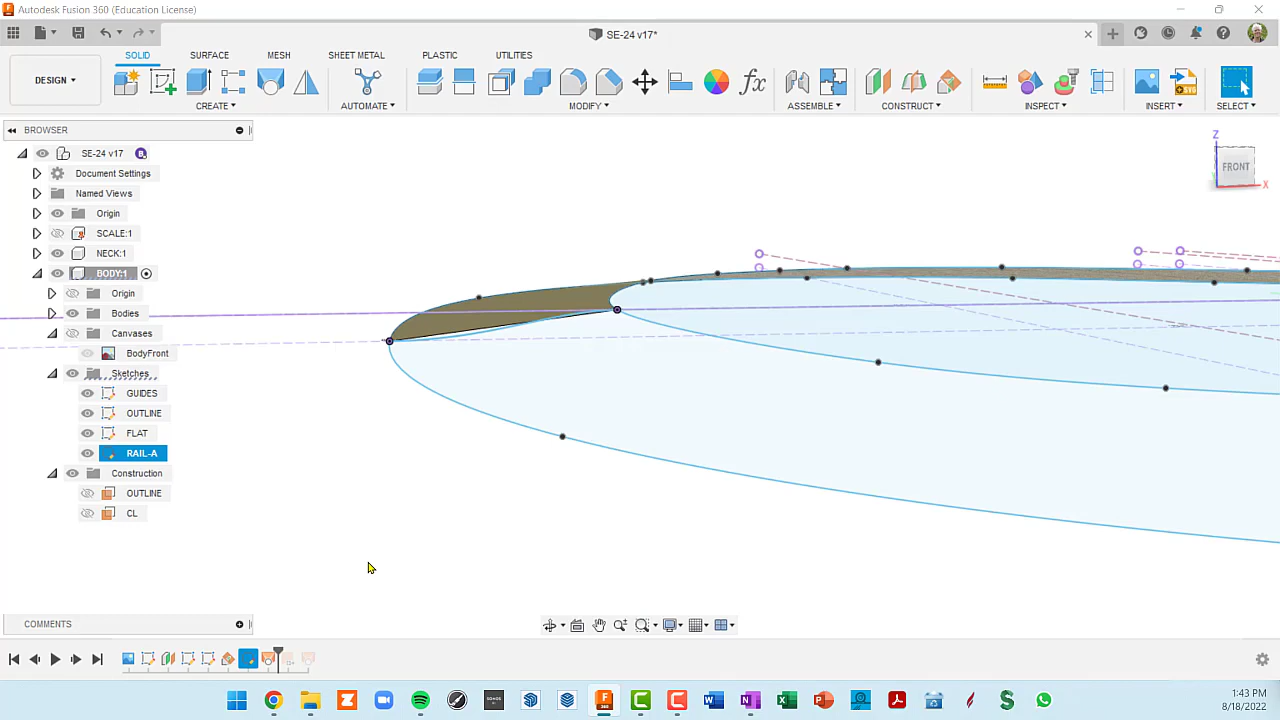 Autodesk Fusion 360 (Education License)
SE-24 v17*
DESIGN
SOLID SURFACE MESH SHEET METAL PLASTIC UTILITIES
CREATE AUTOMATE MODIFY ASSEMBLE CONSTRUCT INSPECT INSERT SELECT
BROWSER
SE-24 v17
Document Settings
Named Views
Origin
SCALE:1
NECK:1
BODY:1
Origin
Bodies
Canvases
BodyFront
Sketches
GUIDES
OUTLINE
FLAT
RAIL-A
Construction
OUTLINE
CL
Z
FRONT
X
COMMENTS
1:43 PM
8/18/2022